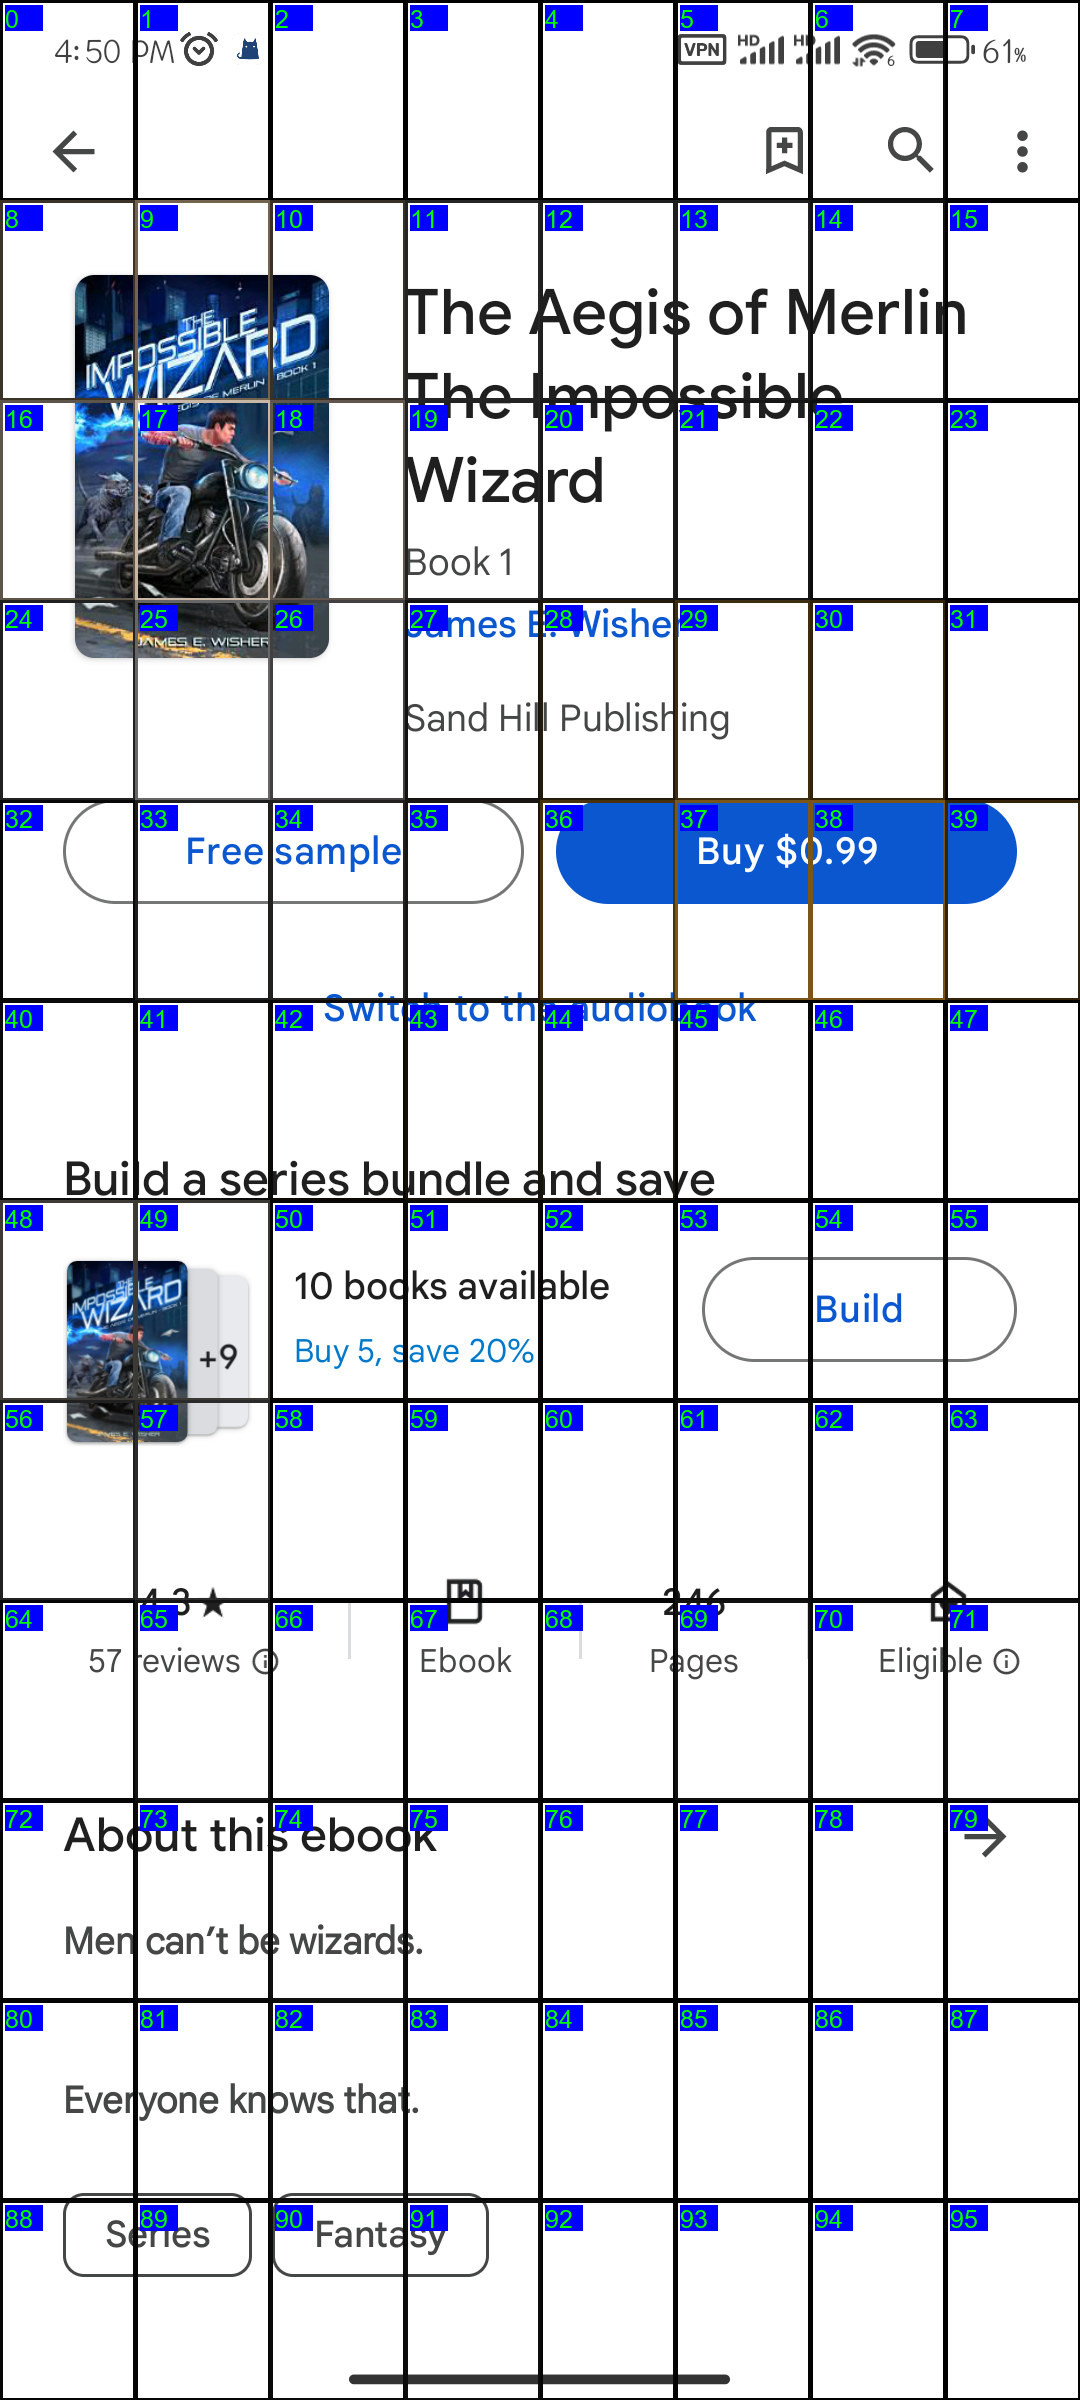 4:50 PM
VPN HD HD 6 61%
The Aegis of Merlin
The Impossible
Wizard
Book 1
James E. Wisher
Sand Hill Publishing
THE
IMPOSSIBLE
WIZARD
AEGIS OF MERLIN BOOK 1
JAMES E. WISHER
Free sample
Buy $0.99
Switch to the audiobook
Build a series bundle and save
10 books available
Buy 5, save 20%
Build
THE
IMPOSSIBLE
WIZARD
+9
4.3★
57 reviews
Ebook
246
Pages
Eligible
About this ebook
Men can’t be wizards.
Everyone knows that.
Series
Fantasy
0 1 2 3 4 5 6 7
8 9 10 11 12 13 14 15
16 17 18 19 20 21 22 23
24 25 26 27 28 29 30 31
32 33 34 35 36 37 38 39
40 41 42 43 44 45 46 47
48 49 50 51 52 53 54 55
56 57 58 59 60 61 62 63
64 65 66 67 68 69 70 71
72 73 74 75 76 77 78 79
80 81 82 83 84 85 86 87
88 89 90 91 92 93 94 95